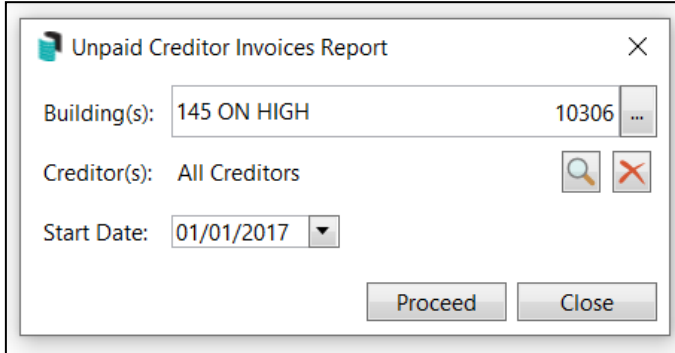 Unpaid Creditor Invoices Report
Building(s): 145 ON HIGH 10306 ...
Creditor(s): All Creditors
Start Date: 01/01/2017
Proceed Close